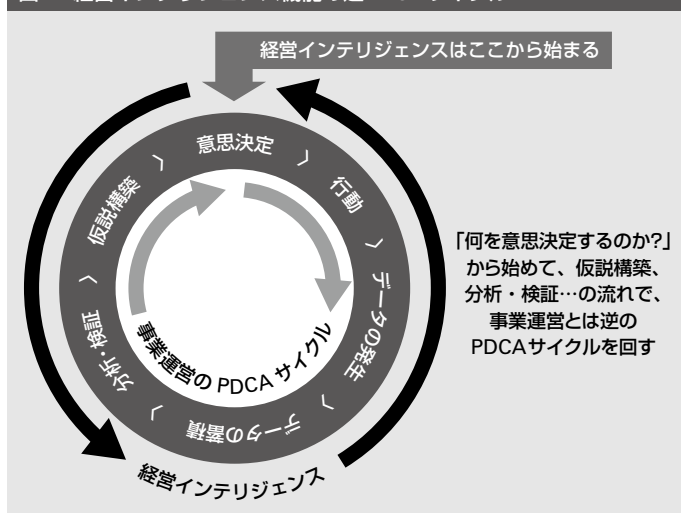 経営インテリジェンスはここから始まる
意思決定
〉
行動
〉
データの発生
〉
データの蓄積
〉
分析・検証
〉
仮説構築
〉
事業運営のPDCAサイクル
経営インテリジェンス
「何を意思決定するのか?」
から始めて、仮説構築、
分析・検証…の流れで、
事業運営とは逆の
PDCAサイクルを回す